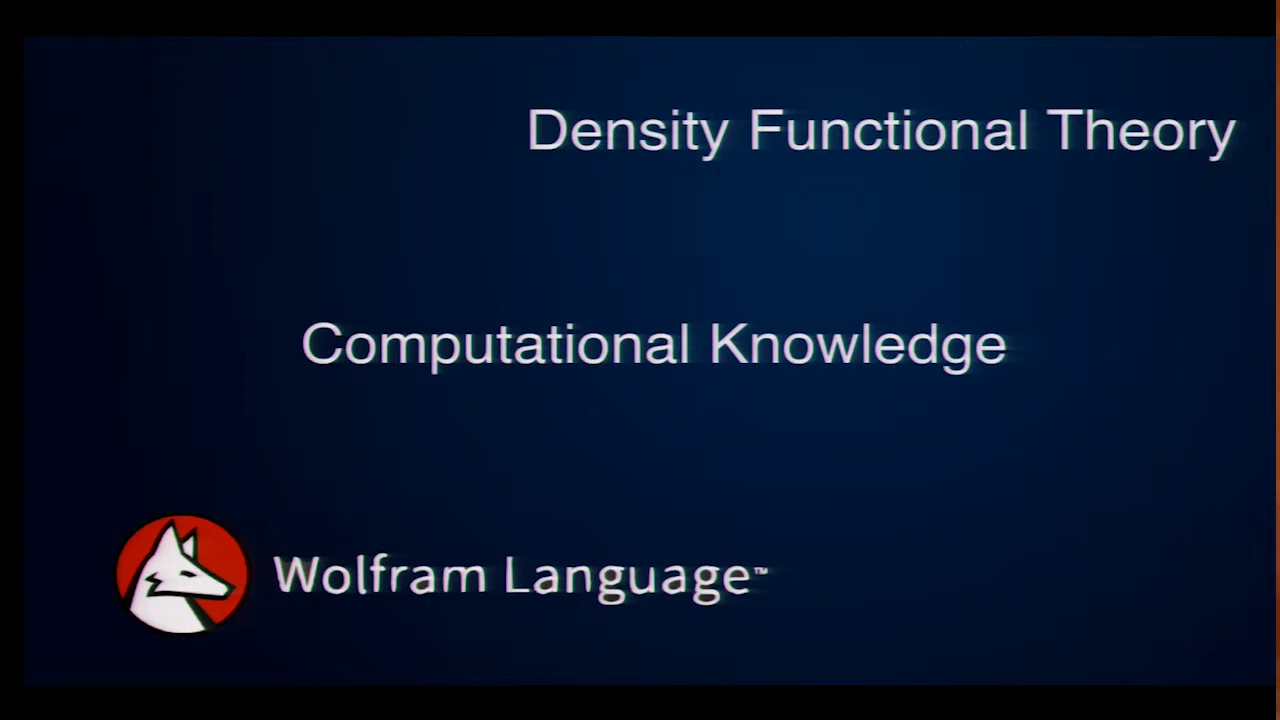 Density Functional Theory
Computational Knowledge
Wolfram Language™